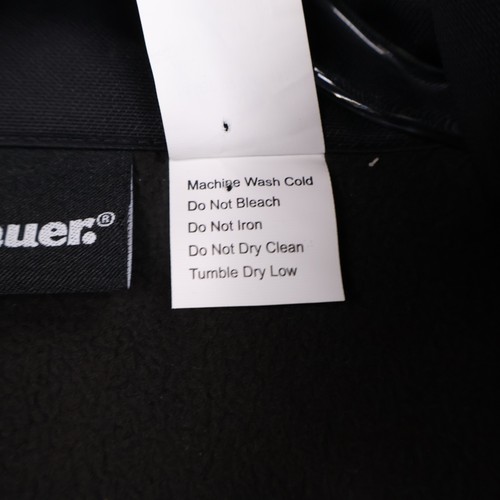 auer.®
Machine Wash Cold
Do Not Bleach
Do Not Iron
Do Not Dry Clean
Tumble Dry Low